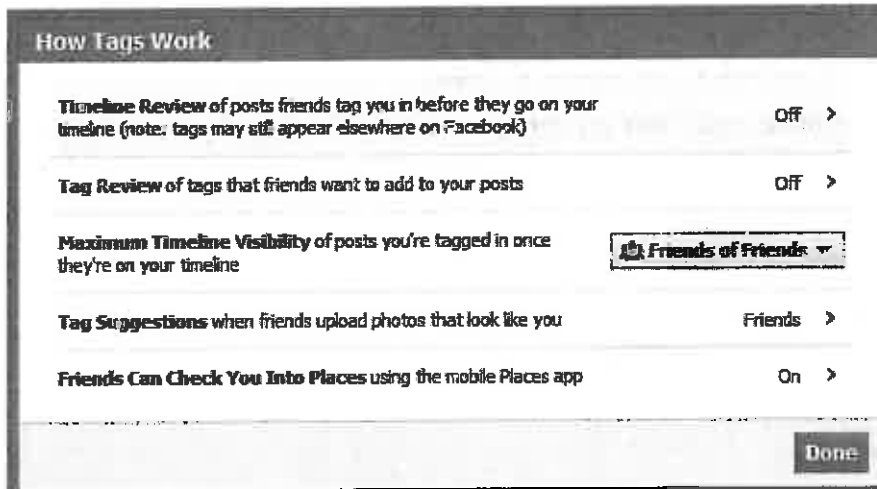 How Tags Work
Timeline Review of posts friends tag you in before they go on your
timeline (note: tags may still appear elsewhere on Facebook)
Off >
Tag Review of tags that friends want to add to your posts
Off >
Maximum Timeline Visibility of posts you're tagged in once
they're on your timeline
Friends of Friends
Tag Suggestions when friends upload photos that look like you
Friends >
Friends Can Check You Into Places using the mobile Places app
On >
Done